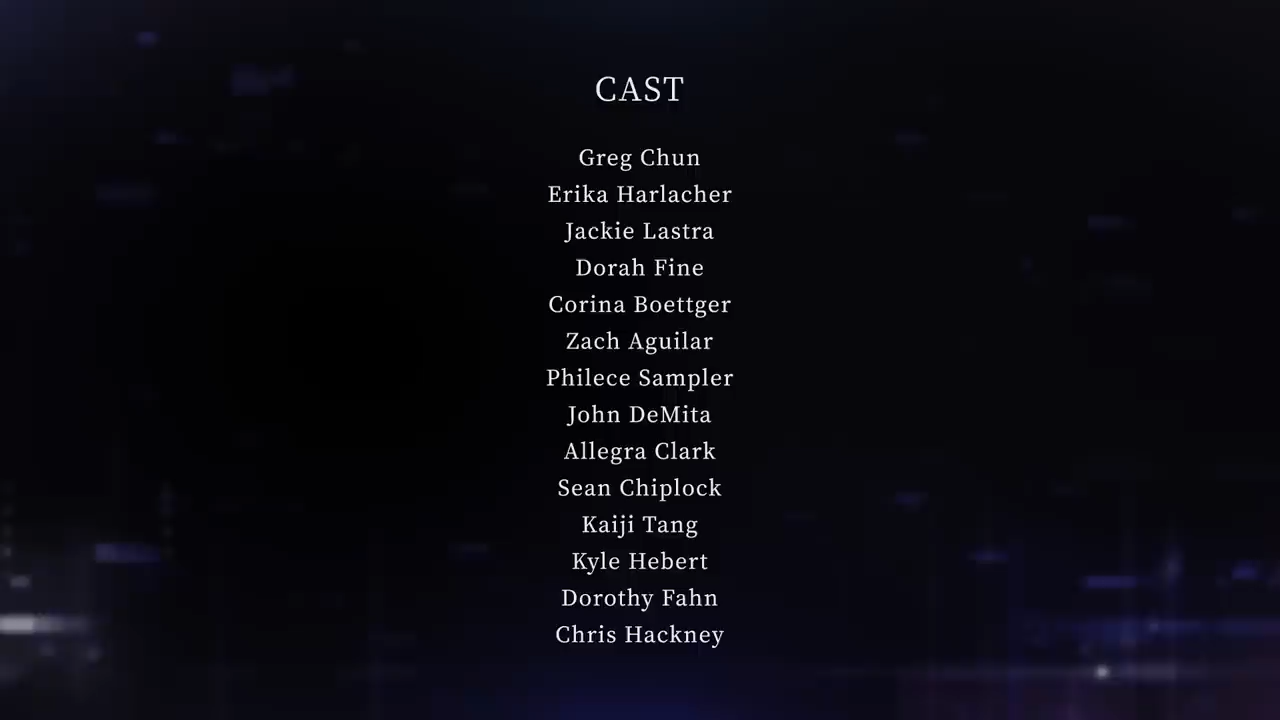 CAST
Greg Chun
Erika Harlacher
Jackie Lastra
Dorah Fine
Corina Boettger
Zach Aguilar
Philece Sampler
John DeMita
Allegra Clark
Sean Chiplock
Kaiji Tang
Kyle Hebert
Dorothy Fahn
Chris Hackney